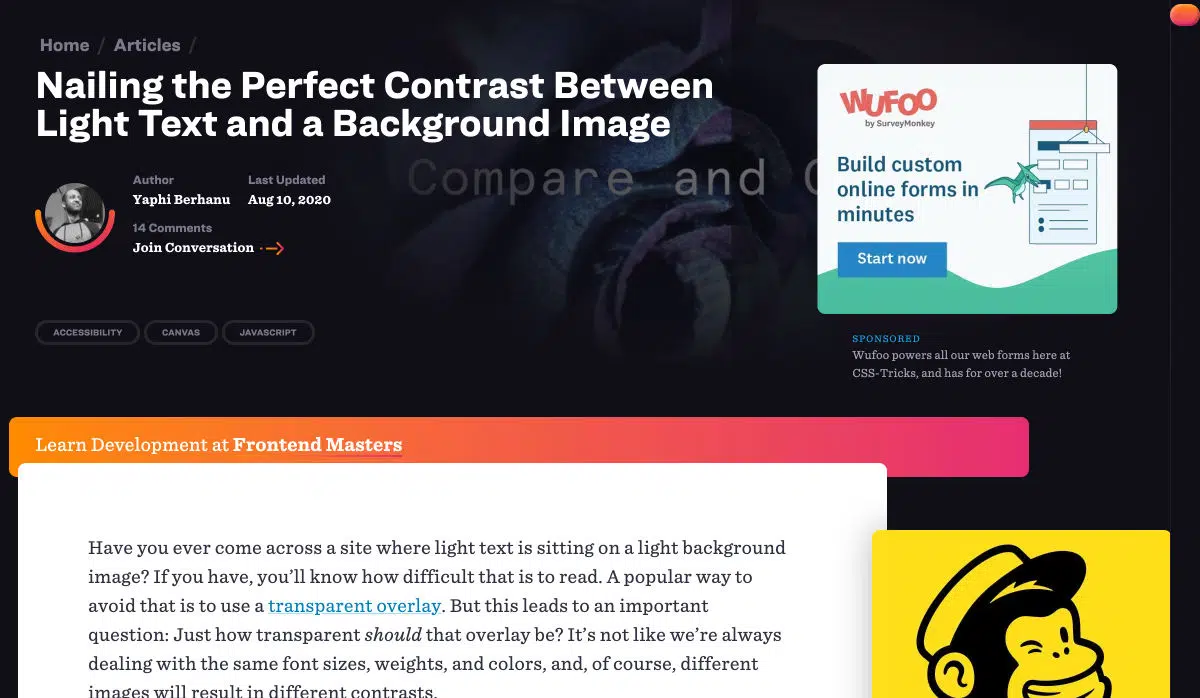 Home / Articles /
Nailing the Perfect Contrast Between
Light Text and a Background Image
Author
Yaphi Berhanu
Last Updated
Aug 10, 2020
14 Comments
Join Conversation
ACCESSIBILITY
CANVAS
JAVASCRIPT
Compare and C
WUFOO
by SurveyMonkey
Build custom
online forms in
minutes
Start now
SPONSORED
Wufoo powers all our web forms here at
CSS-Tricks, and has for over a decade!
Learn Development at Frontend Masters
Have you ever come across a site where light text is sitting on a light background
image? If you have, you’ll know how difficult that is to read. A popular way to
avoid that is to use a transparent overlay. But this leads to an important
question: Just how transparent should that overlay be? It’s not like we’re always
dealing with the same font sizes, weights, and colors, and, of course, different
images will result in different contrasts.